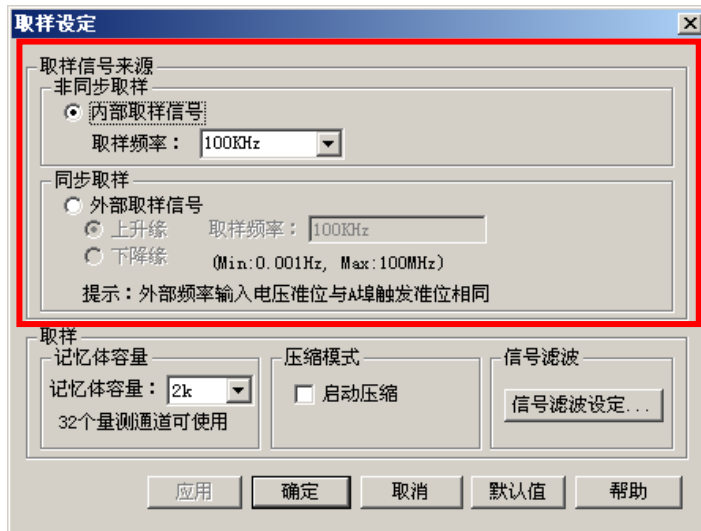 取样设定
取样信号来源
非同步取样
内部取样信号
取样频率： 100KHz
同步取样
外部取样信号
上升缘 取样频率： 100KHz
下降缘 (Min:0.001Hz, Max:100MHz)
提示：外部频率输入电压准位与A埠触发准位相同
取样
记忆体容量 压缩模式 信号滤波
记忆体容量： 2k 启动压缩 信号滤波设定...
32个量测通道可使用
应用 确定 取消 默认值 帮助